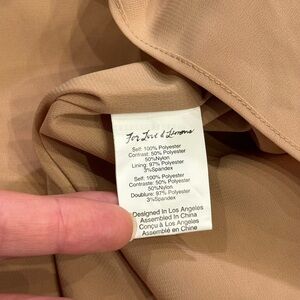 For Love & Lemons
Self: 100% Polyester
Contrast: 50% Polyester
50%Nylon
Lining: 97% Polyester
3%Spandex
Self: 100% Polyester
Contraste: 50% Polyester
50%Nylon
Doublure: 97% Polyester
3%Spandex
Designed In Los Angeles
Assembled In China
Conçu à Los Angeles
Assemblé en Chine